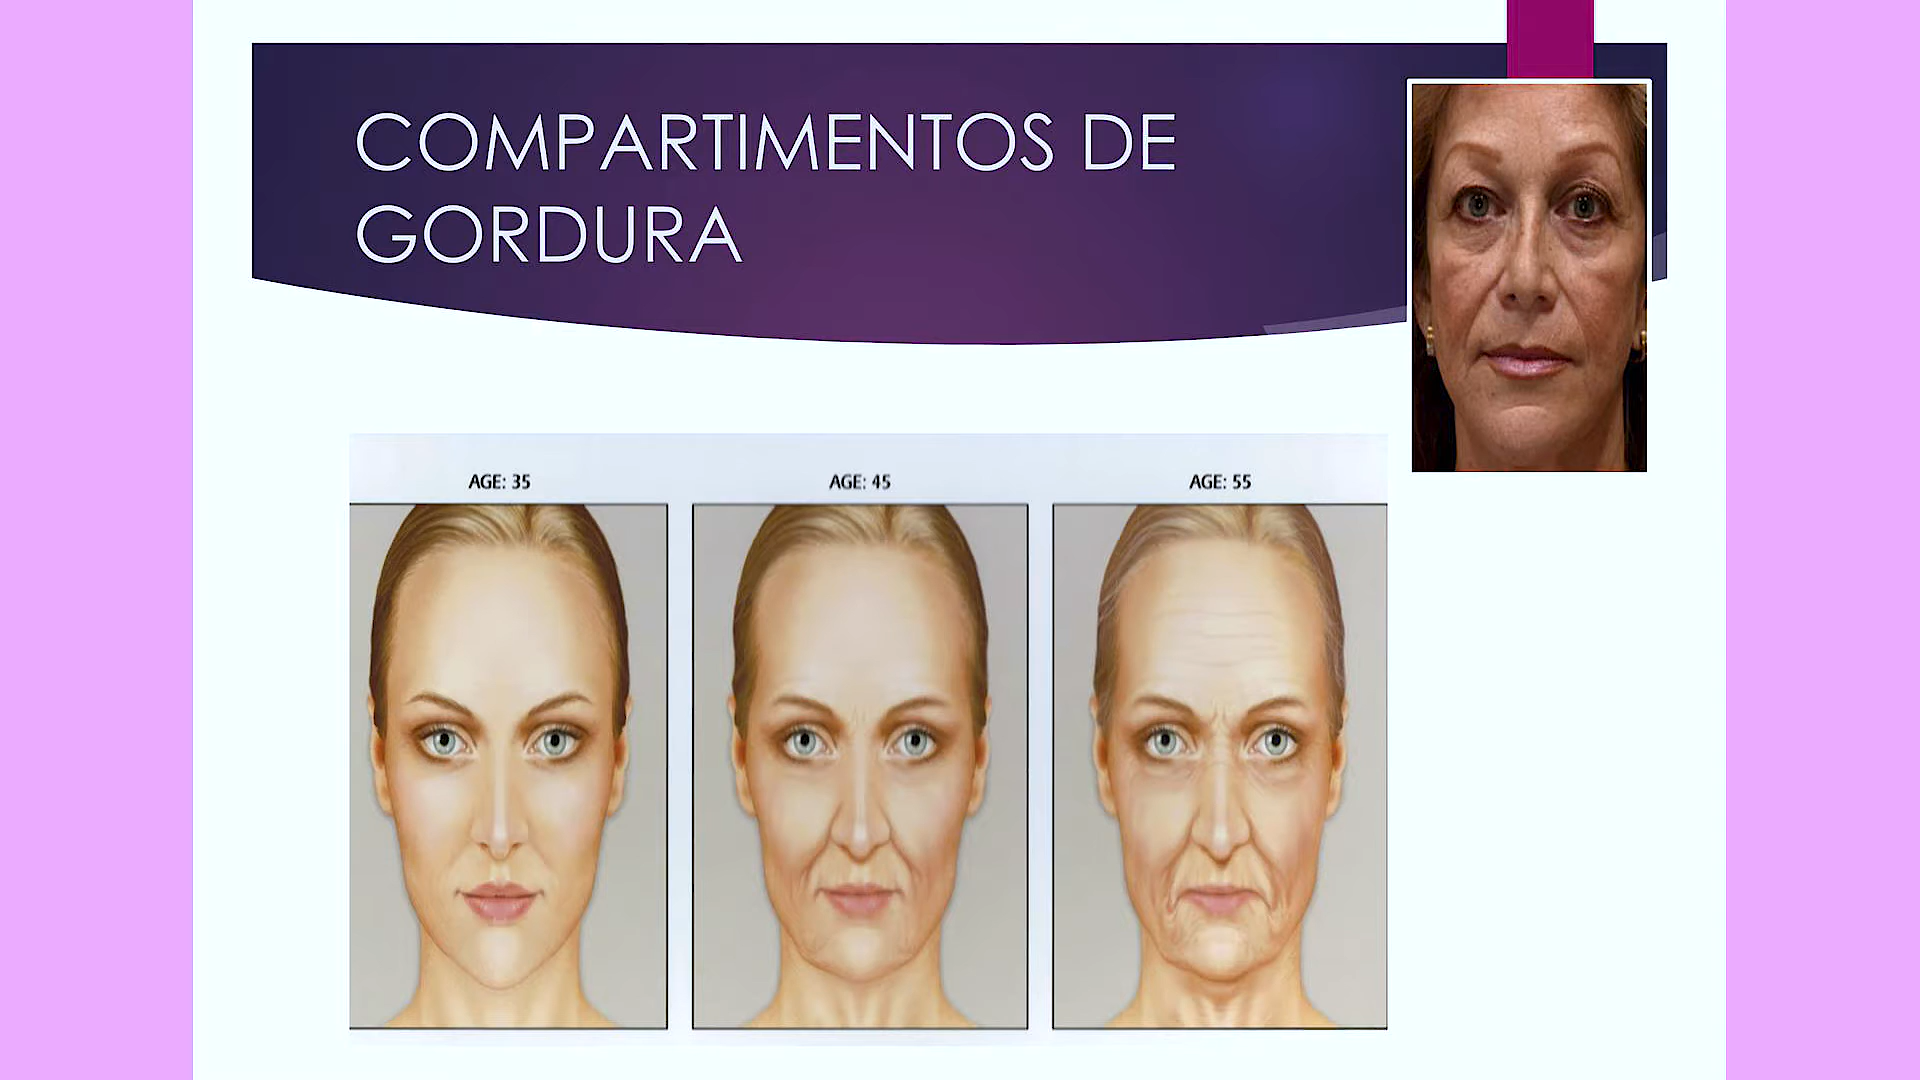 COMPARTIMENTOS DE
GORDURA
AGE: 35
AGE: 45
AGE: 55